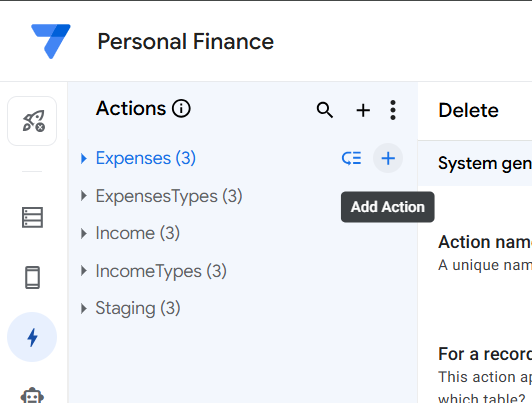 Personal Finance
Actions
Delete
Expenses (3)
System gen
ExpensesTypes (3)
Add Action
Income (3)
Action name
A unique nam
IncomeTypes (3)
Staging (3)
For a record
This action ap
which table?